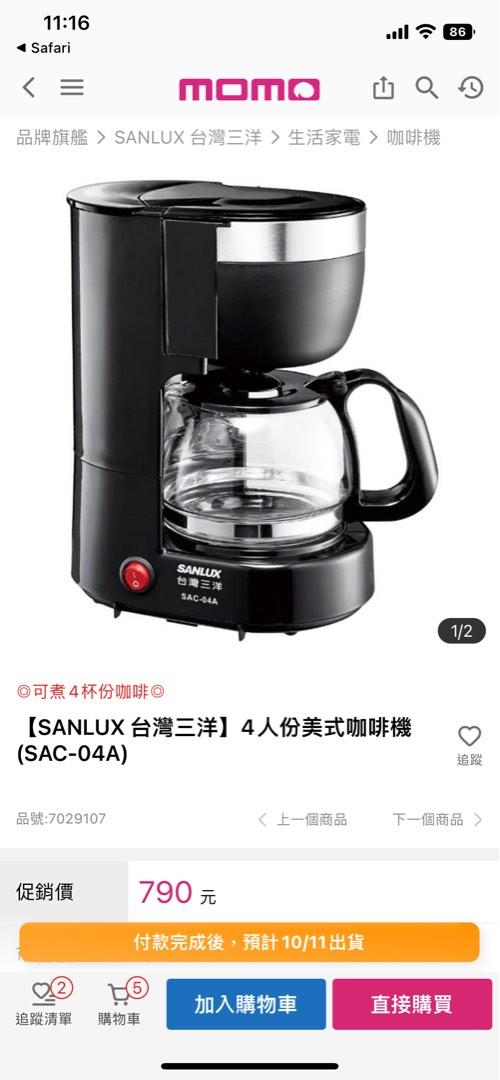 11:16
86
◀ Safari
momo
品牌旗艦 > SANLUX 台灣三洋 > 生活家電 > 咖啡機
SANLUX
台灣三洋
SAC-04A
1/2
◎可煮4杯份咖啡◎
【SANLUX 台灣三洋】4人份美式咖啡機
(SAC-04A)
追蹤
品號:7029107
< 上一個商品
下一個商品 >
促銷價
790 元
付款完成後，預計10/11出貨
2
追蹤清單
5
購物車
加入購物車
直接購買